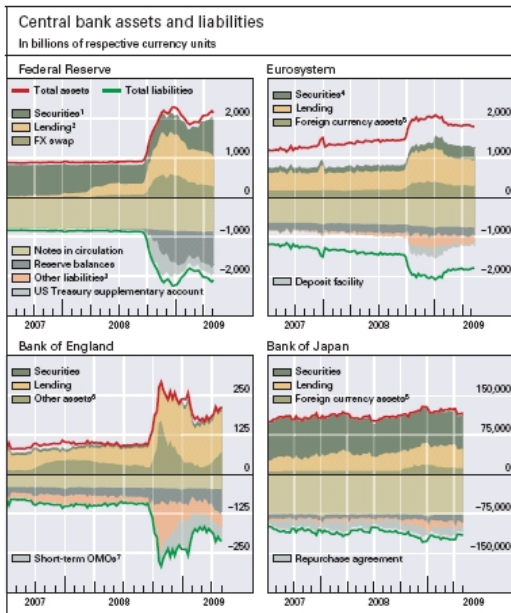 Central bank assets and liabilities
In billions of respective currency units
Federal Reserve
Total assets
Total liabilities
Securities¹
Lending²
FX swap
2,000
1,000
0
–1,000
–2,000
Notes in circulation
Reserve balances
Other liabilities³
US Treasury supplementary account
2007
2008
2009
Eurosystem
Securities⁴
Lending
Foreign currency assets⁵
2,000
1,000
0
–1,000
–2,000
Deposit facility
2007
2008
2009
Bank of England
Securities
Lending
Other assets⁶
250
125
0
–125
–250
Short-term OMOs⁷
2007
2008
2009
Bank of Japan
Securities
Lending
Foreign currency assets⁵
150,000
75,000
0
–75,000
–150,000
Repurchase agreement
2007
2008
2009